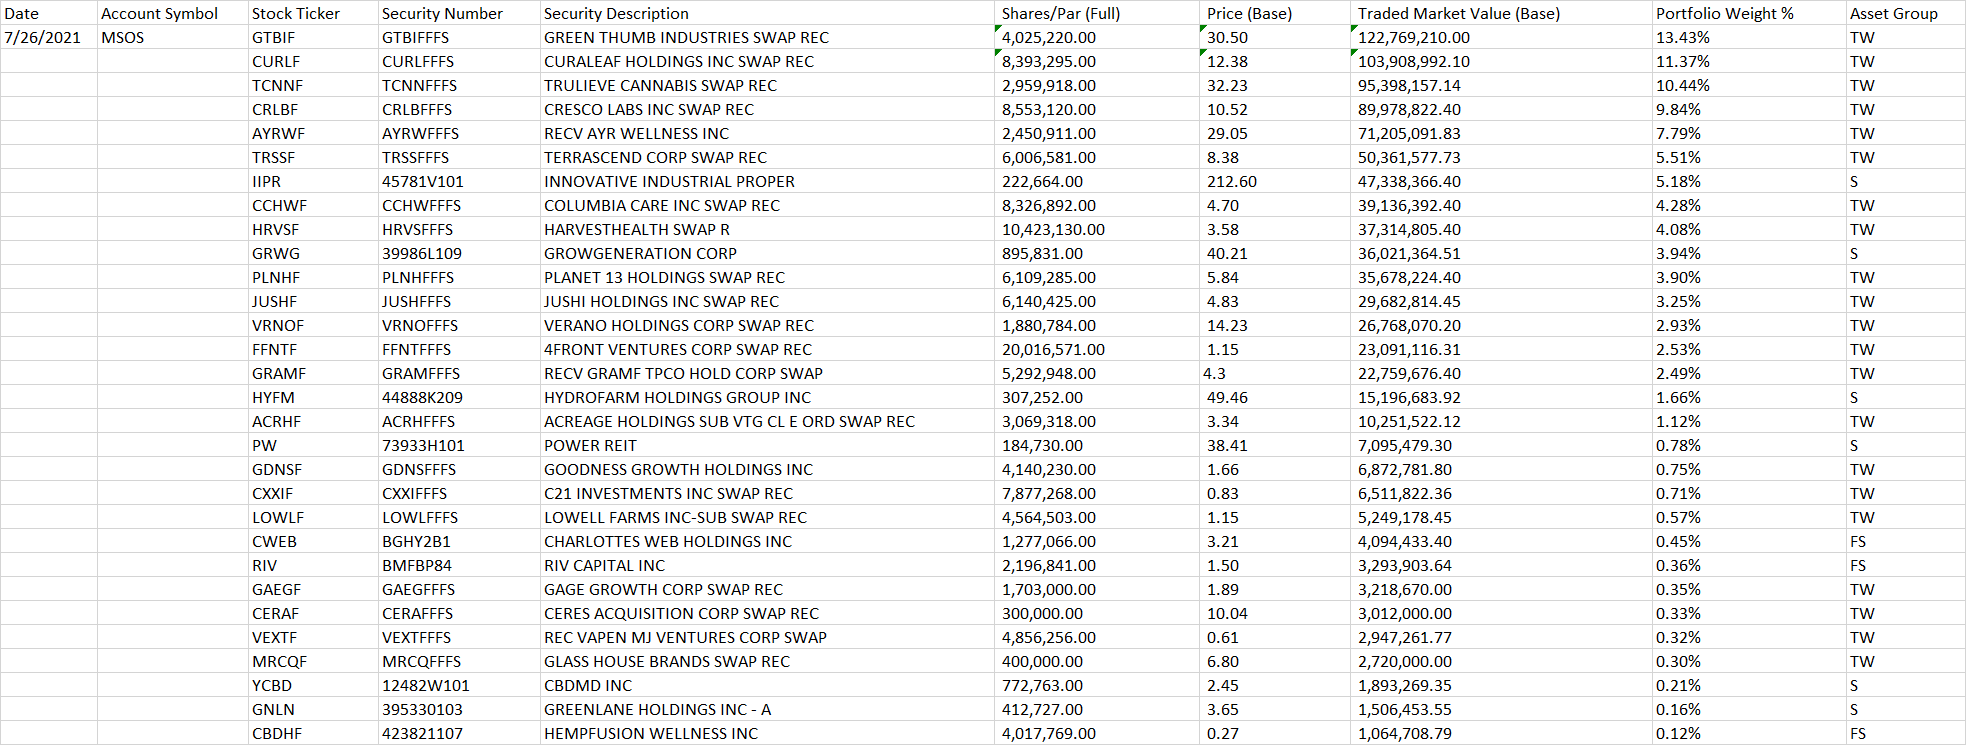 Date Account Symbol Stock Ticker Security Number Security Description Shares/Par (Full) Price (Base) Traded Market Value (Base) Portfolio Weight % Asset Group
7/26/2021 MSOS GTBIF GTBIFFFS GREEN THUMB INDUSTRIES SWAP REC 4,025,220.00 30.50 122,769,210.00 13.43% TW
CURLF CURLFFFS CURALEAF HOLDINGS INC SWAP REC 8,393,295.00 12.38 103,908,992.10 11.37% TW
TCNNF TCNNFFFS TRULIEVE CANNABIS SWAP REC 2,959,918.00 32.23 95,398,157.14 10.44% TW
CRLBF CRLBFFFS CRESCO LABS INC SWAP REC 8,553,120.00 10.52 89,978,822.40 9.84% TW
AYRWF AYRWFFFS RECV AYR WELLNESS INC 2,450,911.00 29.05 71,205,091.83 7.79% TW
TRSSF TRSSFFFS TERRASCEND CORP SWAP REC 6,006,581.00 8.38 50,361,577.73 5.51% TW
IIPR 45781V101 INNOVATIVE INDUSTRIAL PROPER 222,664.00 212.60 47,338,366.40 5.18% S
CCHWF CCHWFFFS COLUMBIA CARE INC SWAP REC 8,326,892.00 4.70 39,136,392.40 4.28% TW
HRVSF HRVSFFFS HARVESTHEALTH SWAP R 10,423,130.00 3.58 37,314,805.40 4.08% TW
GRWG 39986L109 GROWGENERATION CORP 895,831.00 40.21 36,021,364.51 3.94% S
PLNHF PLNHFFFS PLANET 13 HOLDINGS SWAP REC 6,109,285.00 5.84 35,678,224.40 3.90% TW
JUSHF JUSHFFFS JUSHI HOLDINGS INC SWAP REC 6,140,425.00 4.83 29,682,814.45 3.25% TW
VRNOF VRNOFFFS VERANO HOLDINGS CORP SWAP REC 1,880,784.00 14.23 26,768,070.20 2.93% TW
FFNTF FFNTFFFS 4FRONT VENTURES CORP SWAP REC 20,016,571.00 1.15 23,091,116.31 2.53% TW
GRAMF GRAMFFFS RECV GRAMF TPCO HOLD CORP SWAP 5,292,948.00 4.3 22,759,676.40 2.49% TW
HYFM 44888K209 HYDROFARM HOLDINGS GROUP INC 307,252.00 49.46 15,196,683.92 1.66% S
ACRHF ACRHFFFS ACREAGE HOLDINGS SUB VTG CL E ORD SWAP REC 3,069,318.00 3.34 10,251,522.12 1.12% TW
PW 73933H101 POWER REIT 184,730.00 38.41 7,095,479.30 0.78% S
GDNSF GDNSFFFS GOODNESS GROWTH HOLDINGS INC 4,140,230.00 1.66 6,872,781.80 0.75% TW
CXXIF CXXIFFFS C21 INVESTMENTS INC SWAP REC 7,877,268.00 0.83 6,511,822.36 0.71% TW
LOWLF LOWLFFFS LOWELL FARMS INC-SUB SWAP REC 4,564,503.00 1.15 5,249,178.45 0.57% TW
CWEB BGHY2B1 CHARLOTTES WEB HOLDINGS INC 1,277,066.00 3.21 4,094,433.40 0.45% FS
RIV BMFBP84 RIV CAPITAL INC 2,196,841.00 1.50 3,293,903.64 0.36% FS
GAEGF GAEGFFFS GAGE GROWTH CORP SWAP REC 1,703,000.00 1.89 3,218,670.00 0.35% TW
CERAF CERAFFFS CERES ACQUISITION CORP SWAP REC 300,000.00 10.04 3,012,000.00 0.33% TW
VEXTF VEXTFFFS REC VAPEN MJ VENTURES CORP SWAP 4,856,256.00 0.61 2,947,261.77 0.32% TW
MRCQF MRCQFFFS GLASS HOUSE BRANDS SWAP REC 400,000.00 6.80 2,720,000.00 0.30% TW
YCBD 12482W101 CBDMD INC 772,763.00 2.45 1,893,269.35 0.21% S
GNLN 395330103 GREENLANE HOLDINGS INC - A 412,727.00 3.65 1,506,453.55 0.16% S
CBDHF 423821107 HEMPFUSION WELLNESS INC 4,017,769.00 0.27 1,064,708.79 0.12% FS